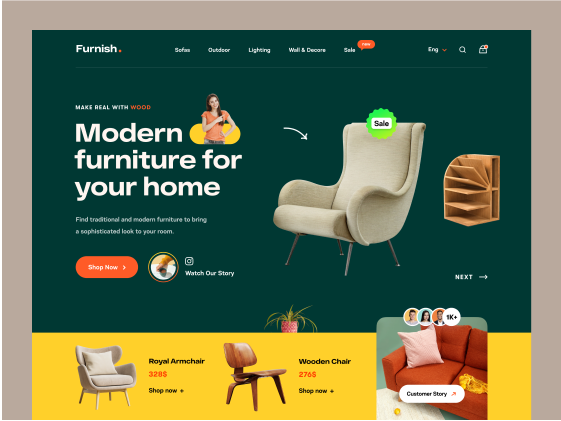 Furnish.
Sofas
Outdoor
Lighting
Wall & Decore
Sale
new
Eng
MAKE REAL WITH WOOD
Modern
furniture for
your home
Sale
Find traditional and modern furniture to bring
a sophisticated look to your room.
Shop Now
Watch Our Story
NEXT
Royal Armchair
328$
Shop now +
Wooden Chair
276$
Shop now +
1K+
Customer Story